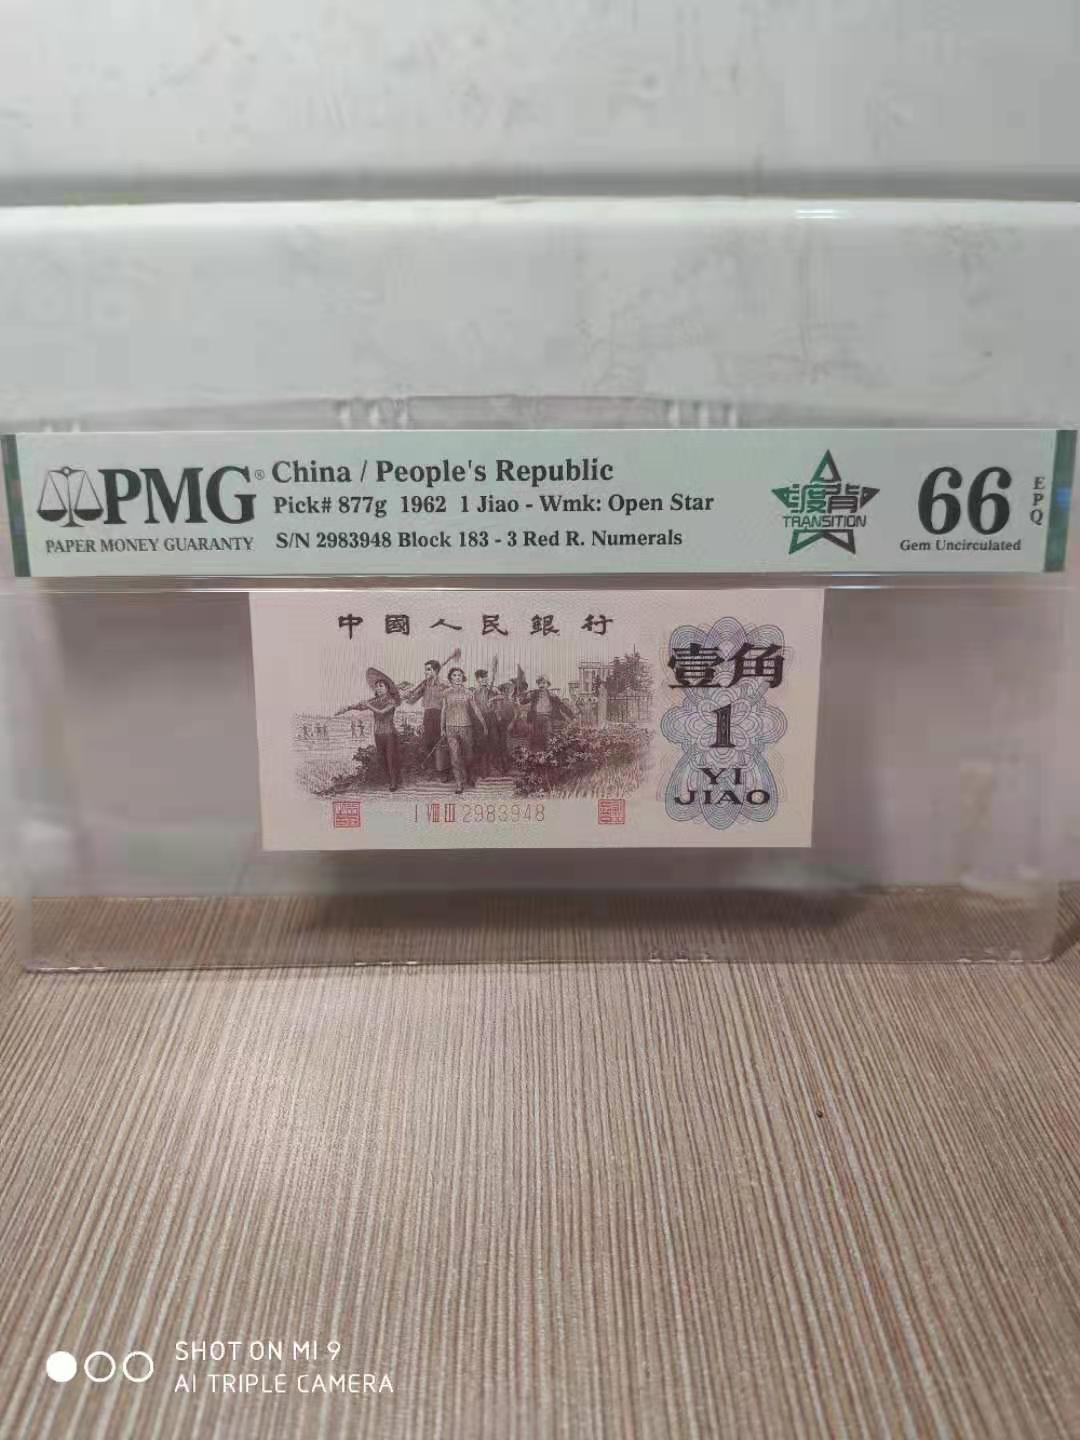 PMG®
PAPER MONEY GUARANTY
China / People's Republic
Pick# 877g 1962 1 Jiao - Wmk: Open Star
S/N 2983948 Block 183 - 3 Red R. Numerals
渡背
TRANSITION
66
EPQ
Gem Uncirculated
中國人民銀行
壹角
1
YI
JIAO
I VIII III 2983948
SHOT ON MI 9
AI TRIPLE CAMERA